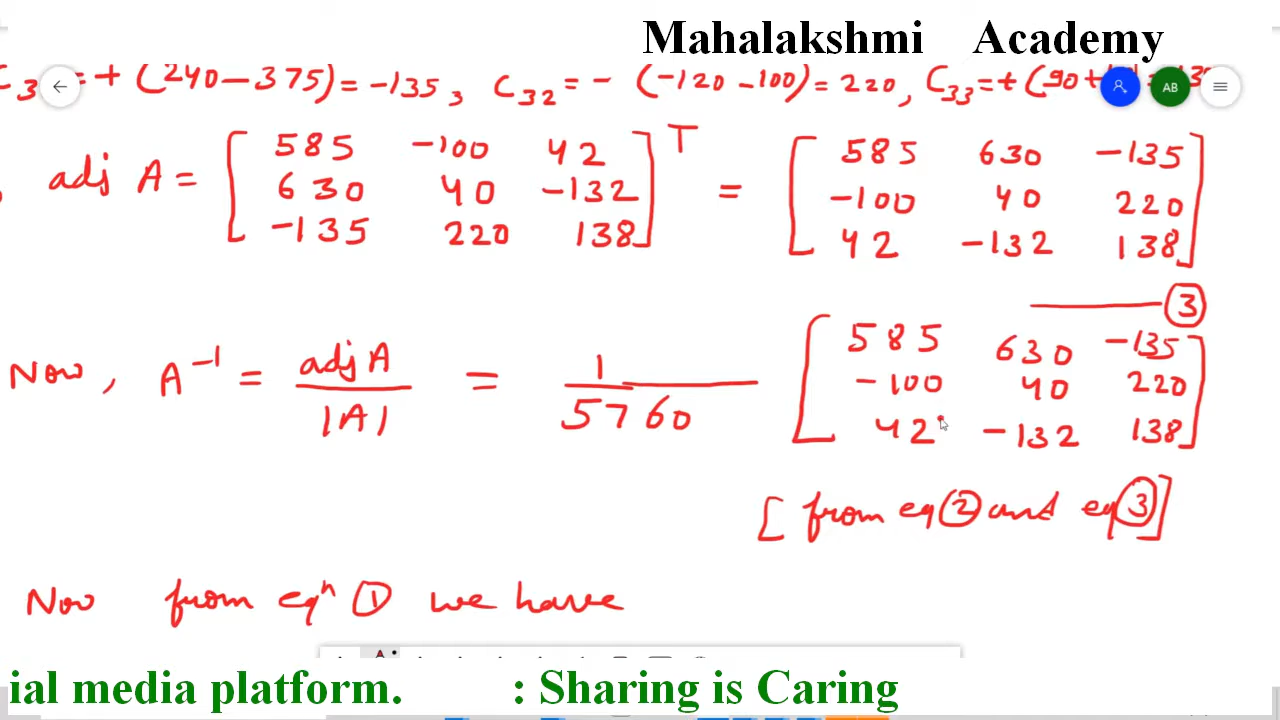 Mahalakshmi Academy
= + (240 - 375) = -135, C32 = - (-120 - 100) = 220, C33 = + (90 +
AB
adj A = [ 585 -100 42 ]T = [ 585 630 -135 ]
[ 630 40 -132 ] [ -100 40 220 ]
[ -135 220 138 ] [ 42 -132 138 ]
③
Now, A⁻¹ = adj A / |A| = 1 / 5760 [ 585 630 -135 ]
[ -100 40 220 ]
[ 42 -132 138 ]
[ from eq ② and eq ③ ]
Now from eqⁿ ① we have
ial media platform. : Sharing is Caring